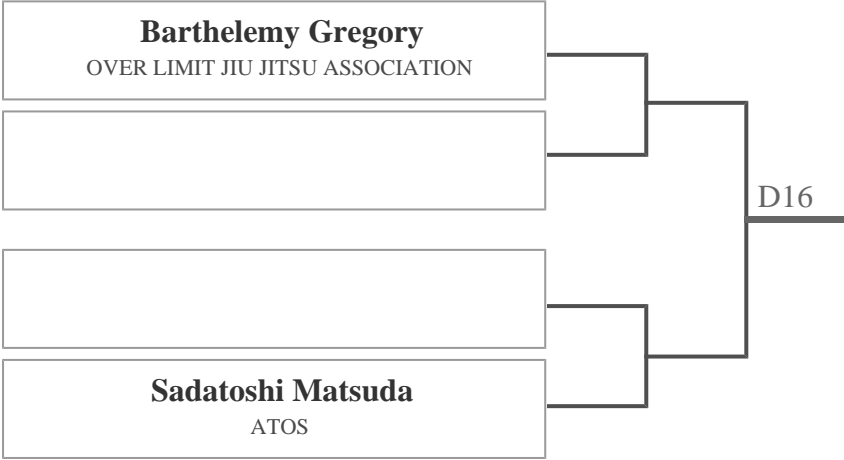 Barthelemy Gregory
OVER LIMIT JIU JITSU ASSOCIATION
D16
Sadatoshi Matsuda
ATOS